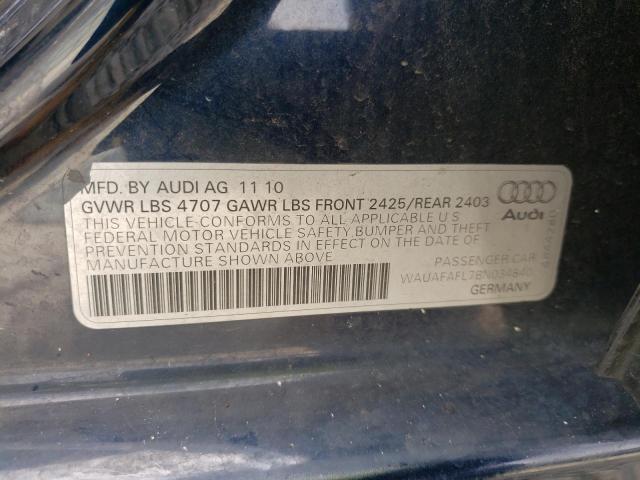 MFD. BY AUDI AG 11 10
GVWR LBS 4707 GAWR LBS FRONT 2425/REAR 2403
THIS VEHICLE CONFORMS TO ALL APPLICABLE U S
FEDERAL MOTOR VEHICLE SAFETY, BUMPER AND THEFT
PREVENTION STANDARDS IN EFFECT ON THE DATE OF
MANUFACTURE SHOWN ABOVE
Audi
PASSENGER CAR
WAUAFAFL7BN034840
GERMANY